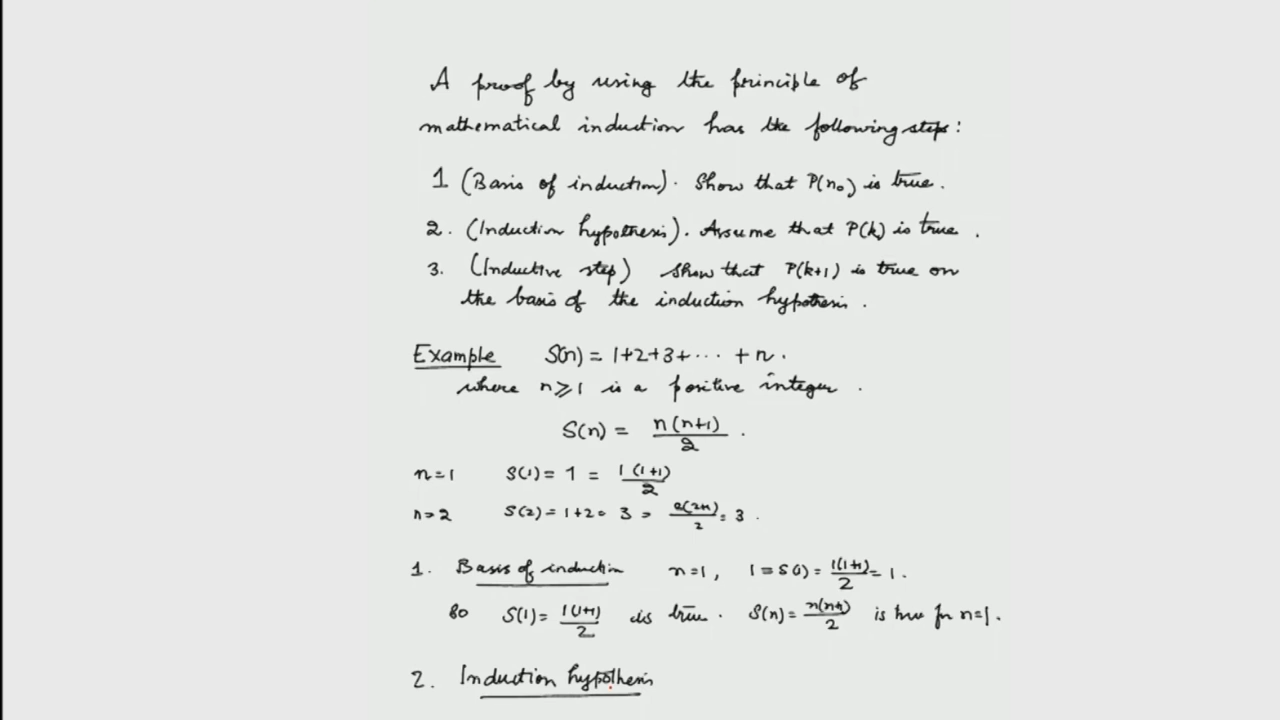 A proof by using the principle of
mathematical induction has the following steps:
1 (Basis of induction). Show that P(n₀) is true.
2. (Induction hypothesis). Assume that P(k) is true.
3. (Inductive step) show that P(k+1) is true on
the basis of the induction hypothesis.
Example S(n) = 1+2+3+··· + n.
where n⩾1 is a positive integer.
S(n) = n(n+1)/2.
n=1 S(1) = 1 = 1(1+1)/2
n=2 S(2) = 1+2 = 3 = 2(2+1)/2 = 3.
1. Basis of induction n=1, 1 = S(1) = 1(1+1)/2 = 1.
So S(1) = 1(1+1)/2 is true. S(n) = n(n+1)/2 is true for n=1.
2. Induction hypothesis